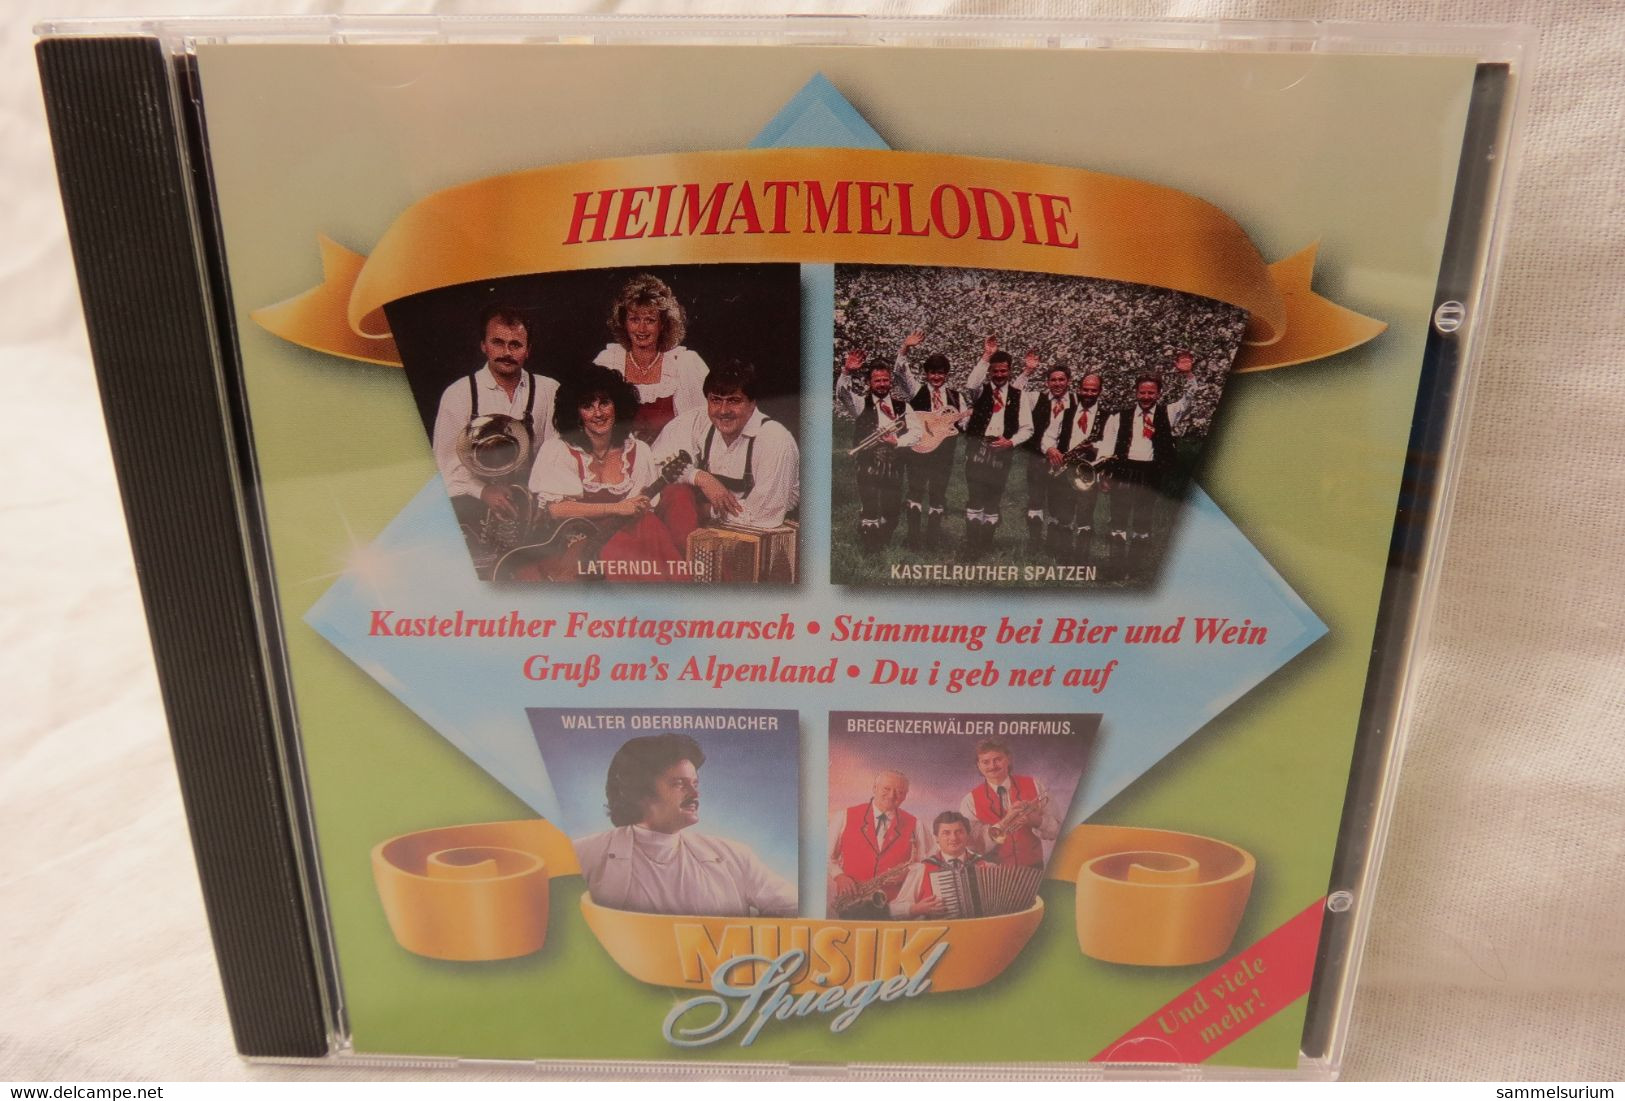 HEIMATMELODIE
LATERNDL TRIO
KASTELRUTHER SPATZEN
Kastelruther Festtagsmarsch • Stimmung bei Bier und Wein
Gruß an's Alpenland • Du i geb net auf
WALTER OBERBRANDACHER
BREGENZERWÄLDER DORFMUS.
MUSIK
Spiegel
Und viele
mehr!
delcampe.net
sammelsurium